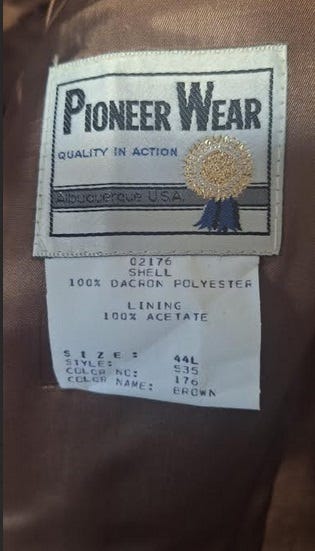 PIONEER WEAR
QUALITY IN ACTION
Albuquerque U.S.A.
02176
SHELL
100% DACRON POLYESTER
LINING
100% ACETATE
SIZE: 44L
STYLE: 535
COLOR NO: 176
COLOR NAME: BROWN